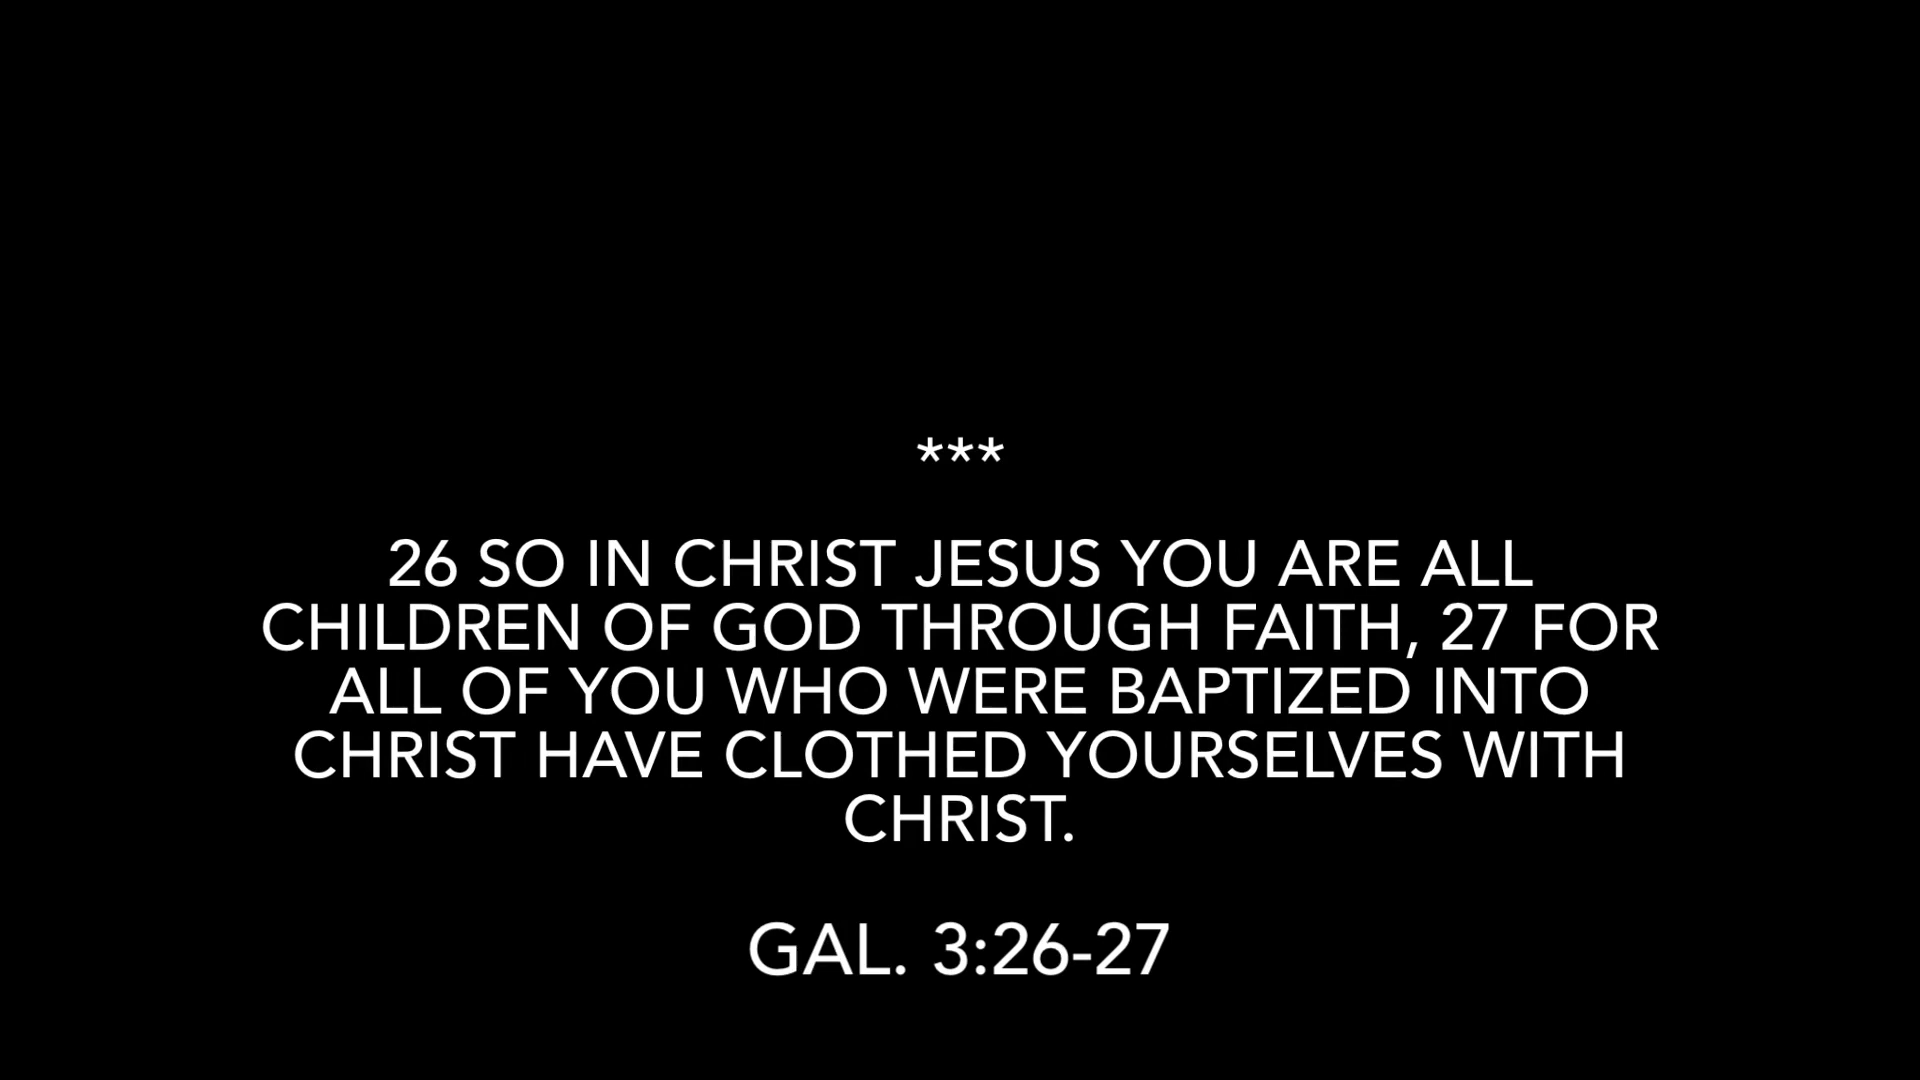 ***
26 SO IN CHRIST JESUS YOU ARE ALL
CHILDREN OF GOD THROUGH FAITH, 27 FOR
ALL OF YOU WHO WERE BAPTIZED INTO
CHRIST HAVE CLOTHED YOURSELVES WITH
CHRIST.
GAL. 3:26-27